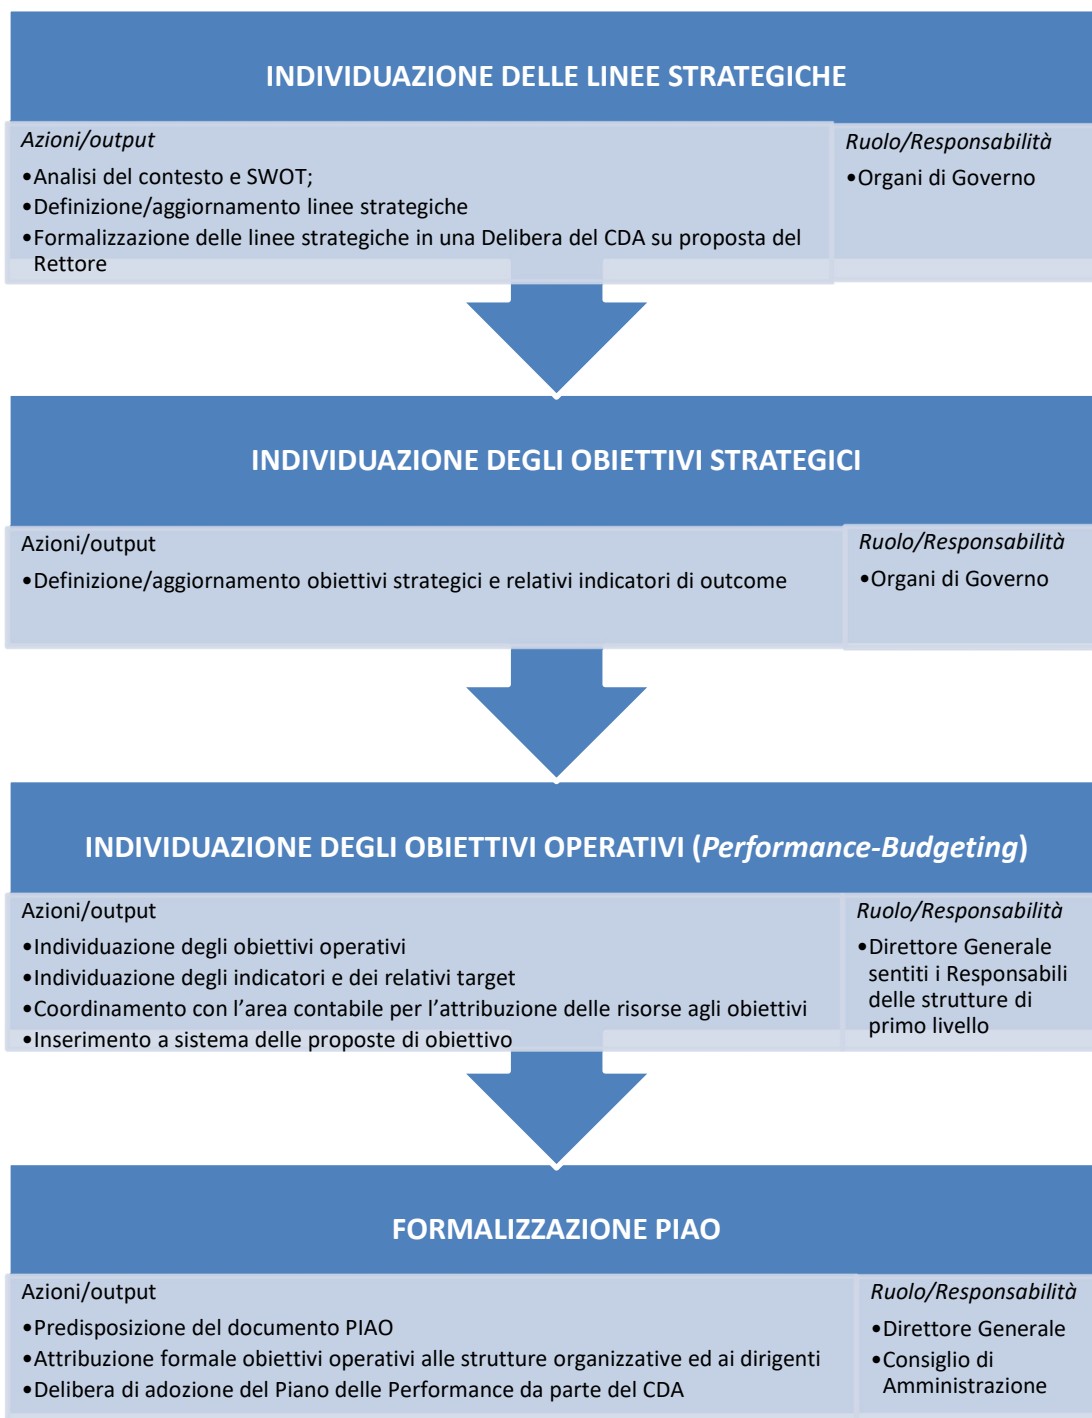 INDIVIDUAZIONE DELLE LINEE STRATEGICHE
Azioni/output
•Analisi del contesto e SWOT;
•Definizione/aggiornamento linee strategiche
•Formalizzazione delle linee strategiche in una Delibera del CDA su proposta del
Rettore
Ruolo/Responsabilità
•Organi di Governo
INDIVIDUAZIONE DEGLI OBIETTIVI STRATEGICI
Azioni/output
•Definizione/aggiornamento obiettivi strategici e relativi indicatori di outcome
Ruolo/Responsabilità
•Organi di Governo
INDIVIDUAZIONE DEGLI OBIETTIVI OPERATIVI (Performance-Budgeting)
Azioni/output
•Individuazione degli obiettivi operativi
•Individuazione degli indicatori e dei relativi target
•Coordinamento con l’area contabile per l’attribuzione delle risorse agli obiettivi
•Inserimento a sistema delle proposte di obiettivo
Ruolo/Responsabilità
•Direttore Generale
sentiti i Responsabili
delle strutture di
primo livello
FORMALIZZAZIONE PIAO
Azioni/output
•Predisposizione del documento PIAO
•Attribuzione formale obiettivi operativi alle strutture organizzative ed ai dirigenti
•Delibera di adozione del Piano delle Performance da parte del CDA
Ruolo/Responsabilità
•Direttore Generale
•Consiglio di
Amministrazione